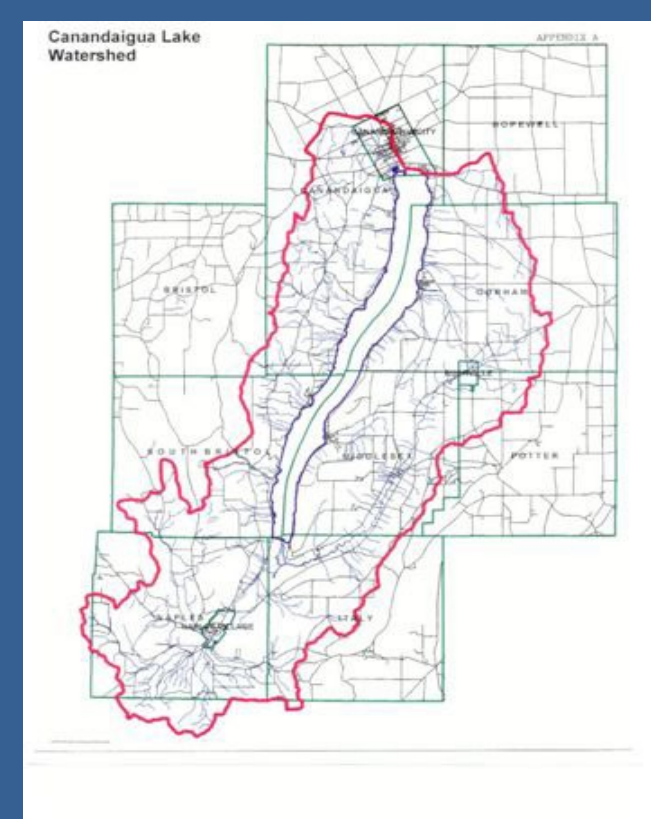 Canandaigua Lake
Watershed
APPENDIX A
HOPEWELL
CANANDAIGUA
BRISTOL
GORHAM
SOUTH BRISTOL
MIDDLESEX
POTTER
NAPLES
ITALY